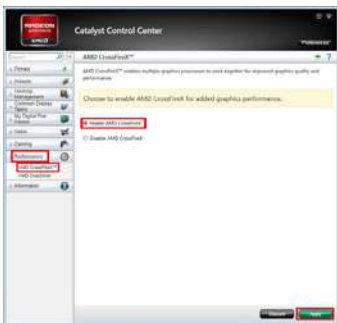 RADEON
GRAPHICS
AMD
Catalyst Control Center
Preferences
AMD CrossFireX™
AMD CrossFireX™ enables multiple graphics processors to work together for improved graphics quality and
performance.
Choose to enable AMD CrossFireX for added graphics performance.
Enable AMD CrossFireX
Disable AMD CrossFireX
Pinned
Presets
Desktop
Management
Common Display
Tasks
My Digital Flat-
Panels
Video
Gaming
Performance
AMD CrossFireX™
AMD OverDrive
Information
Discard
Apply